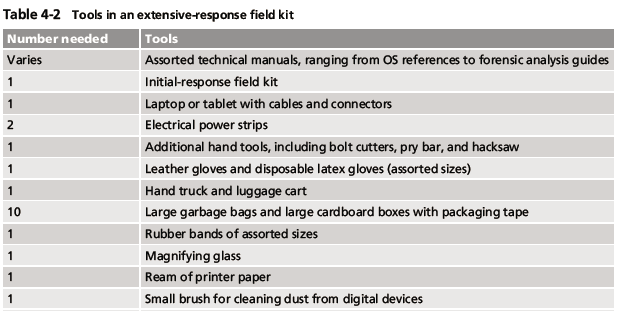 Table 4-2 Tools in an extensive-response field kit
Number needed Tools
Varies Assorted technical manuals, ranging from OS references to forensic analysis guides
1 Initial-response field kit
1 Laptop or tablet with cables and connectors
2 Electrical power strips
1 Additional hand tools, including bolt cutters, pry bar, and hacksaw
1 Leather gloves and disposable latex gloves (assorted sizes)
1 Hand truck and luggage cart
10 Large garbage bags and large cardboard boxes with packaging tape
1 Rubber bands of assorted sizes
1 Magnifying glass
1 Ream of printer paper
1 Small brush for cleaning dust from digital devices